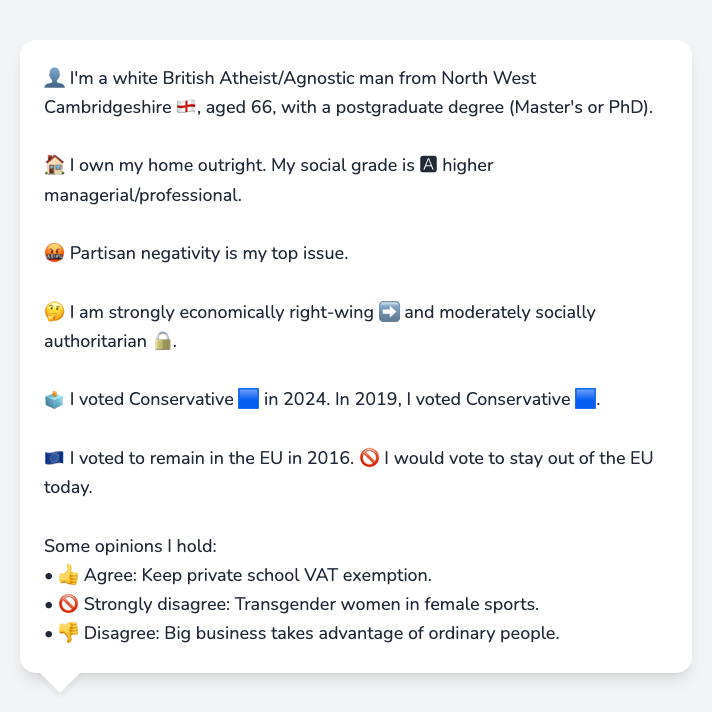 👤 I'm a white British Atheist/Agnostic man from North West
Cambridgeshire 🏴󠁧󠁢󠁥󠁮󠁧󠁿, aged 66, with a postgraduate degree (Master's or PhD).
🏠 I own my home outright. My social grade is 🅰 higher
managerial/professional.
🤬 Partisan negativity is my top issue.
🤔 I am strongly economically right-wing ➡️ and moderately socially
authoritarian 🔒.
🗳️ I voted Conservative 🟦 in 2024. In 2019, I voted Conservative 🟦.
🇪🇺 I voted to remain in the EU in 2016. 🚫 I would vote to stay out of the EU
today.
Some opinions I hold:
• 👍 Agree: Keep private school VAT exemption.
• 🚫 Strongly disagree: Transgender women in female sports.
• 👎 Disagree: Big business takes advantage of ordinary people.